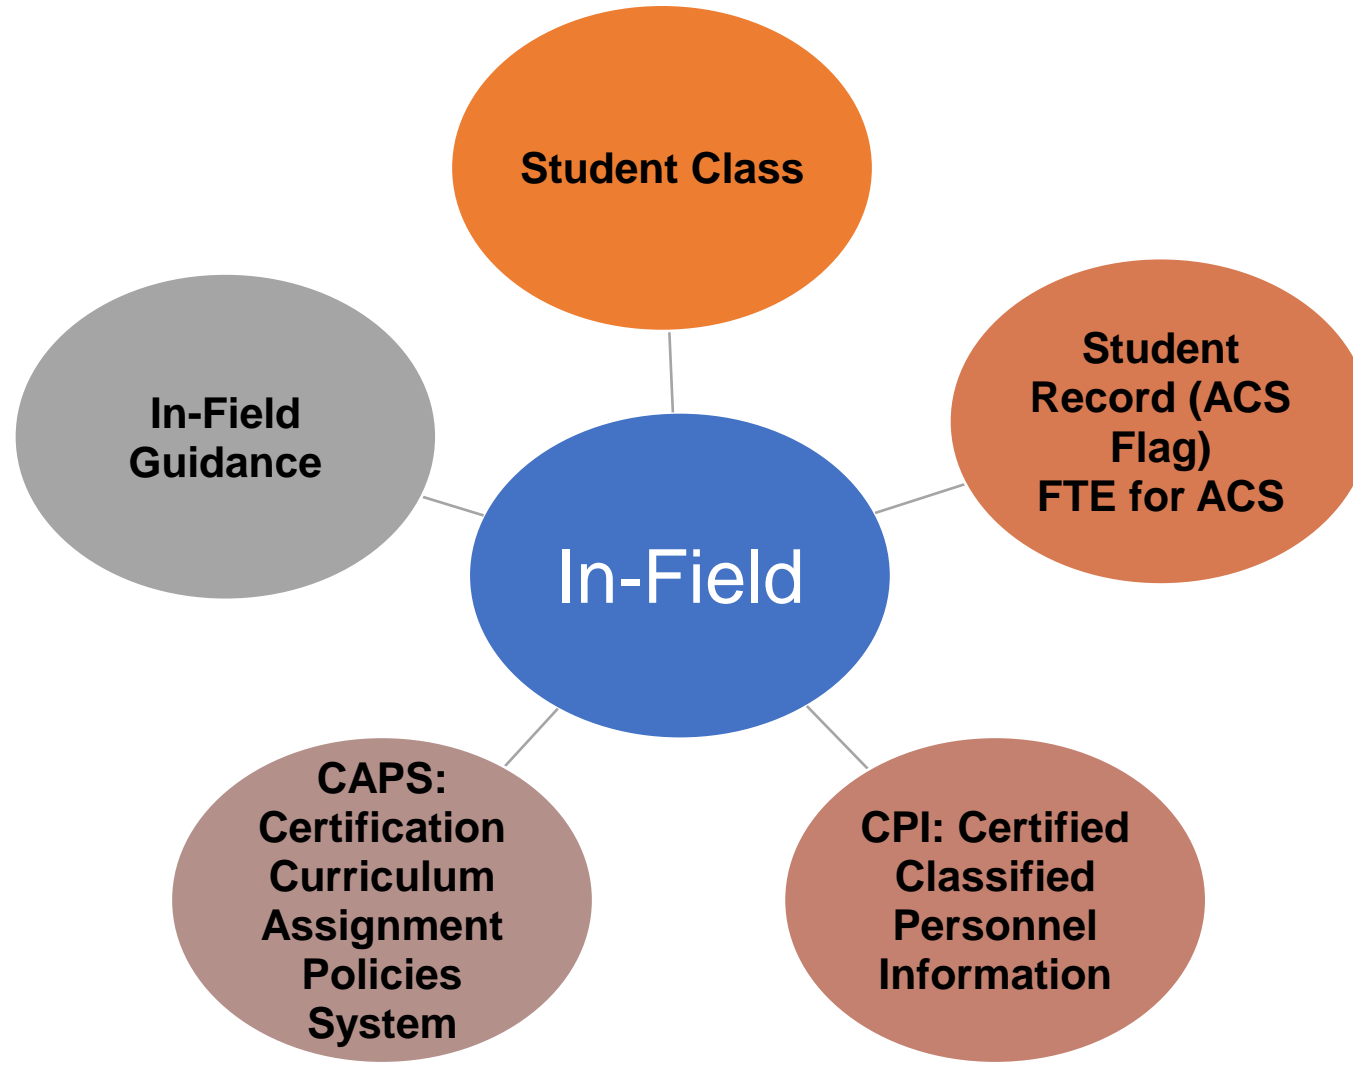 Student Class
Student
Record (ACS
Flag)
FTE for ACS
In-Field
Guidance
In-Field
CAPS:
Certification
Curriculum
Assignment
Policies
System
CPI: Certified
Classified
Personnel
Information